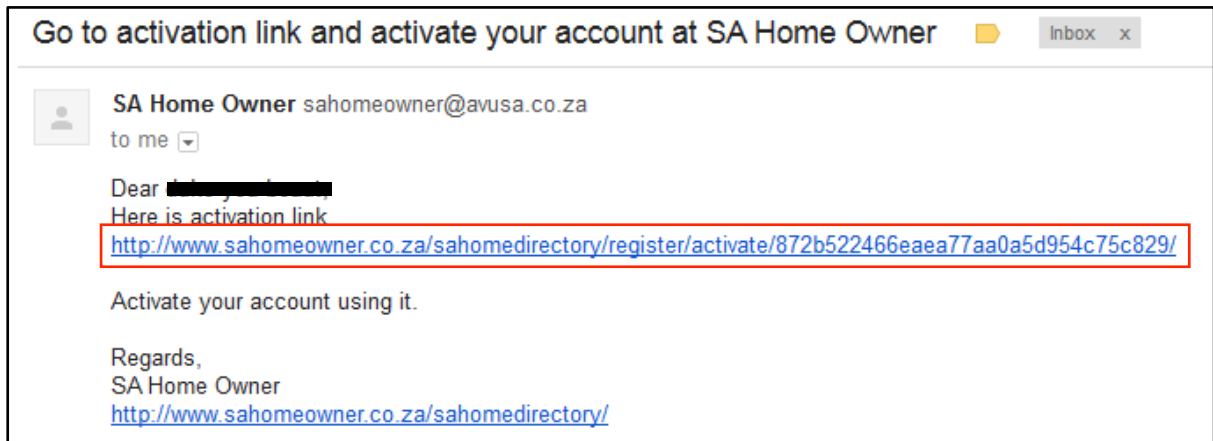 Go to activation link and activate your account at SA Home Owner Inbox x
SA Home Owner sahomeowner@avusa.co.za
to me
Dear
Here is activation link
http://www.sahomeowner.co.za/sahomedirectory/register/activate/872b522466eaea77aa0a5d954c75c829/
Activate your account using it.
Regards,
SA Home Owner
http://www.sahomeowner.co.za/sahomedirectory/